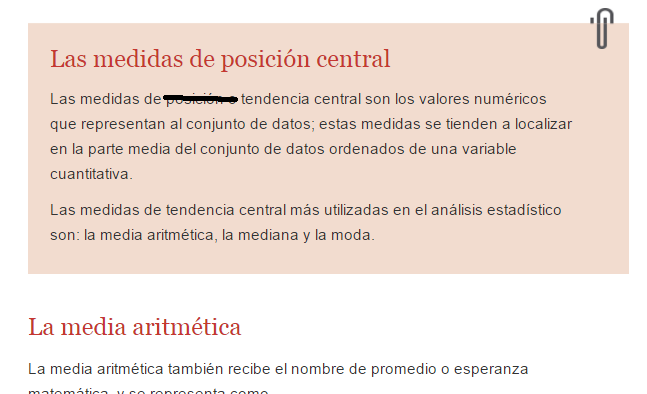 Las medidas de posición central
Las medidas de tendencia central son los valores numéricos
que representan al conjunto de datos; estas medidas se tienden a localizar
en la parte media del conjunto de datos ordenados de una variable
cuantitativa.
Las medidas de tendencia central más utilizadas en el análisis estadístico
son: la media aritmética, la mediana y la moda.
La media aritmética
La media aritmética también recibe el nombre de promedio o esperanza
matemática, y se representa como